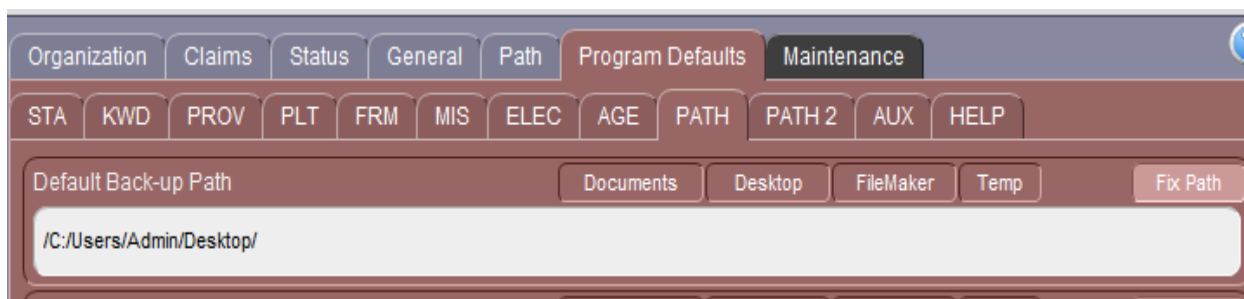 Organization Claims Status General Path Program Defaults Maintenance
STA KWD PROV PLT FRM MIS ELEC AGE PATH PATH 2 AUX HELP
Default Back-up Path Documents Desktop FileMaker Temp Fix Path
/C:/Users/Admin/Desktop/